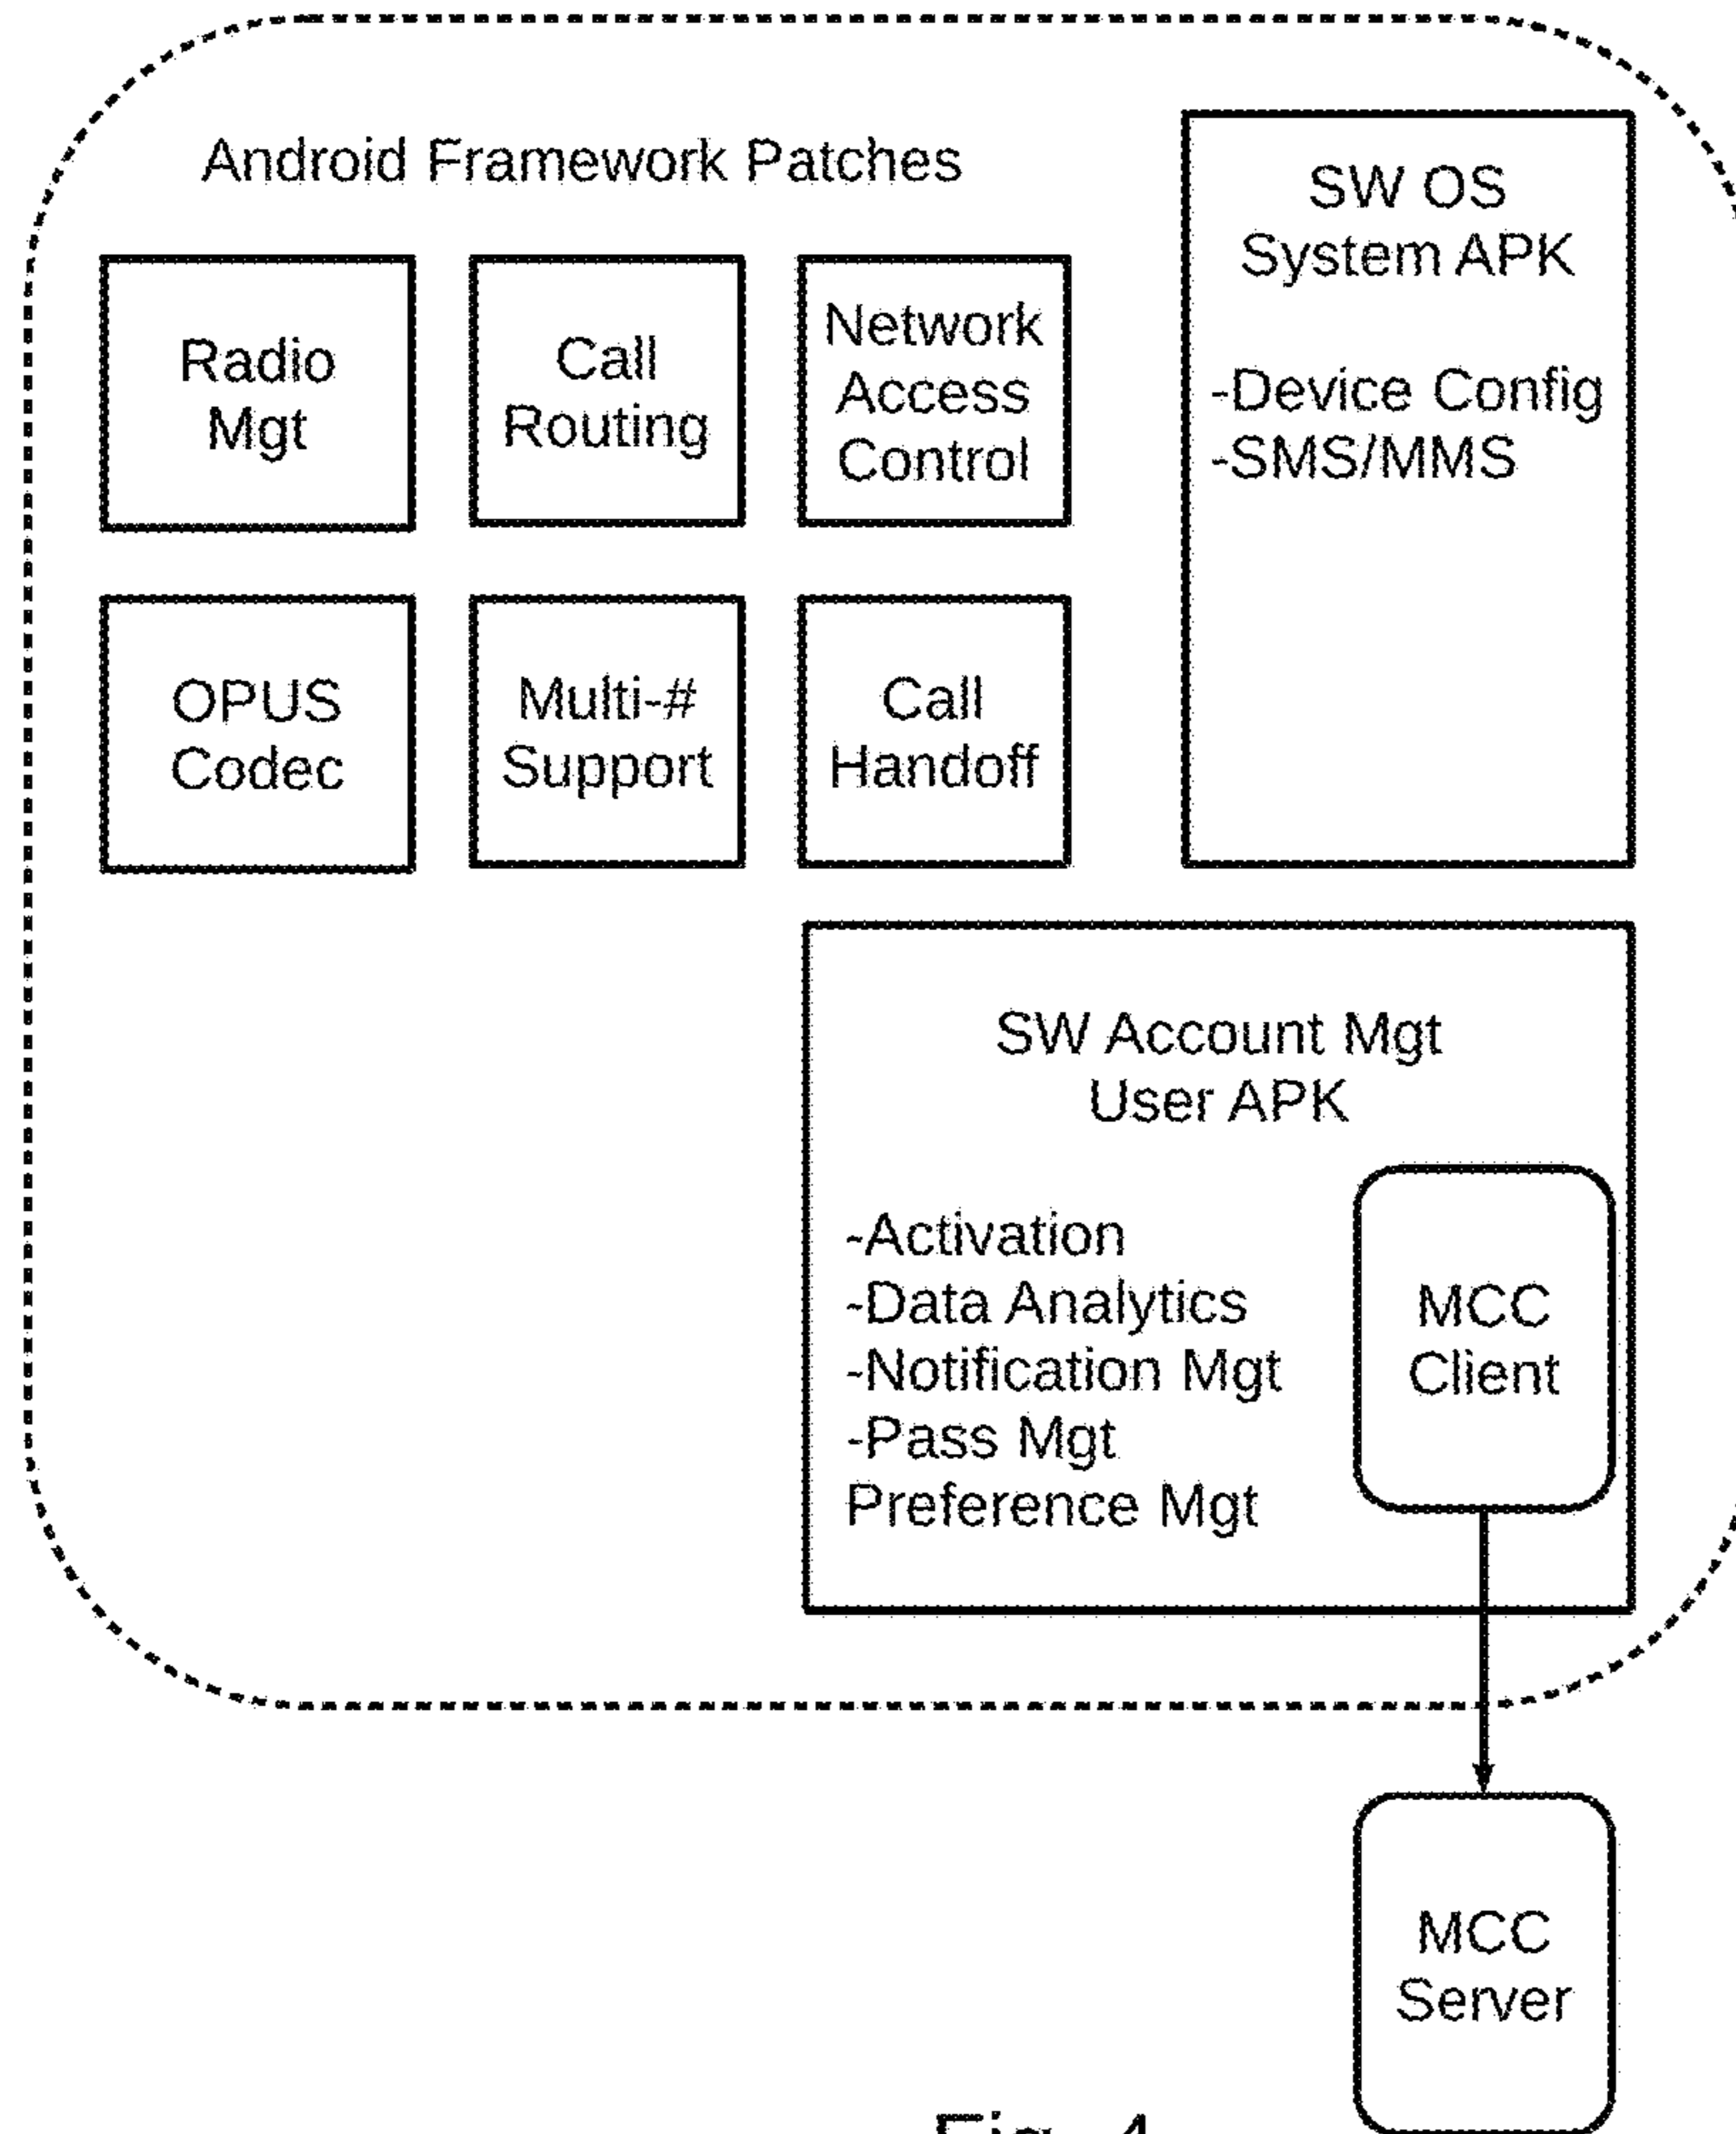 Android Framework Patches
Radio
Mgt
Call
Routing
Network
Access
Control
OPUS
Codec
Multi-#
Support
Call
Handoff
SW OS
System APK
-Device Config
-SMS/MMS
SW Account Mgt
User APK
-Activation
-Data Analytics
-Notification Mgt
-Pass Mgt
Preference Mgt
MCC
Client
MCC
Server
Fig. 4